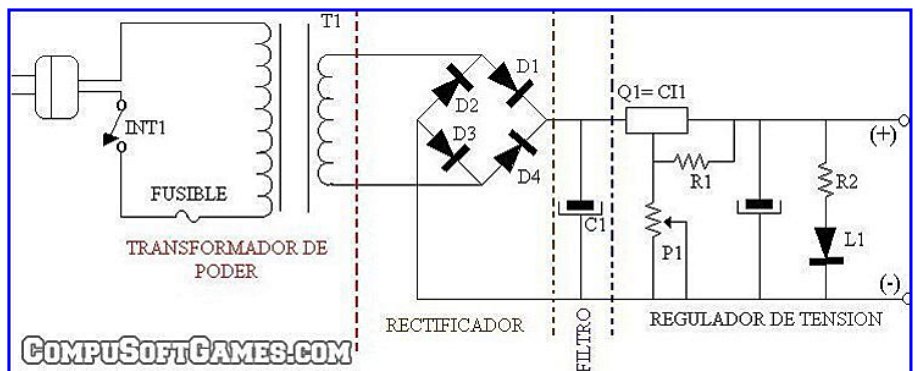 T1
D1
D2
D3
D4
INT1
FUSIBLE
TRANSFORMADOR DE
PODER
Q1= CI1
(+)
R1
R2
C1
P1
L1
(-)
RECTIFICADOR
FILTRO
REGULADOR DE TENSION
COMPUSOFTGAMES.COM